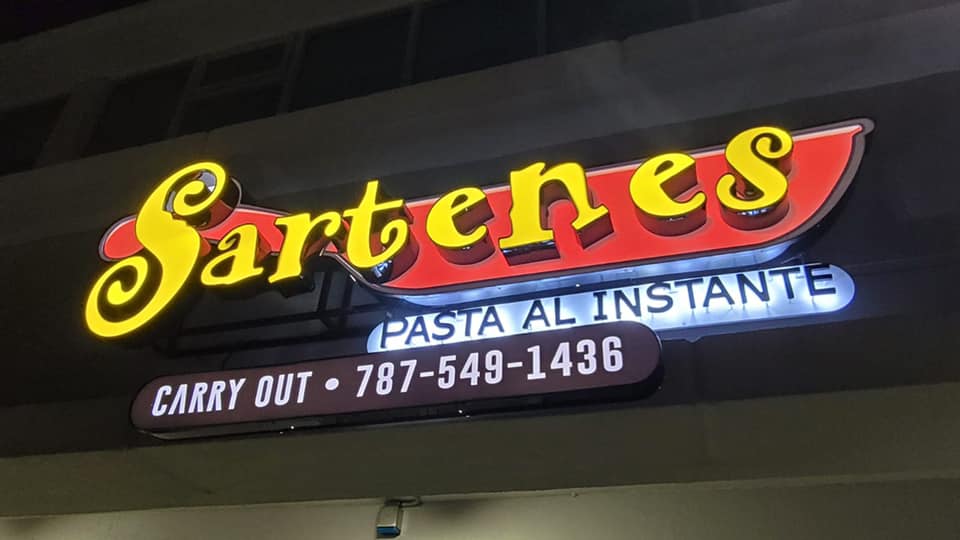 Sartenes
PASTA AL INSTANTE
CARRY OUT • 787-549-1436